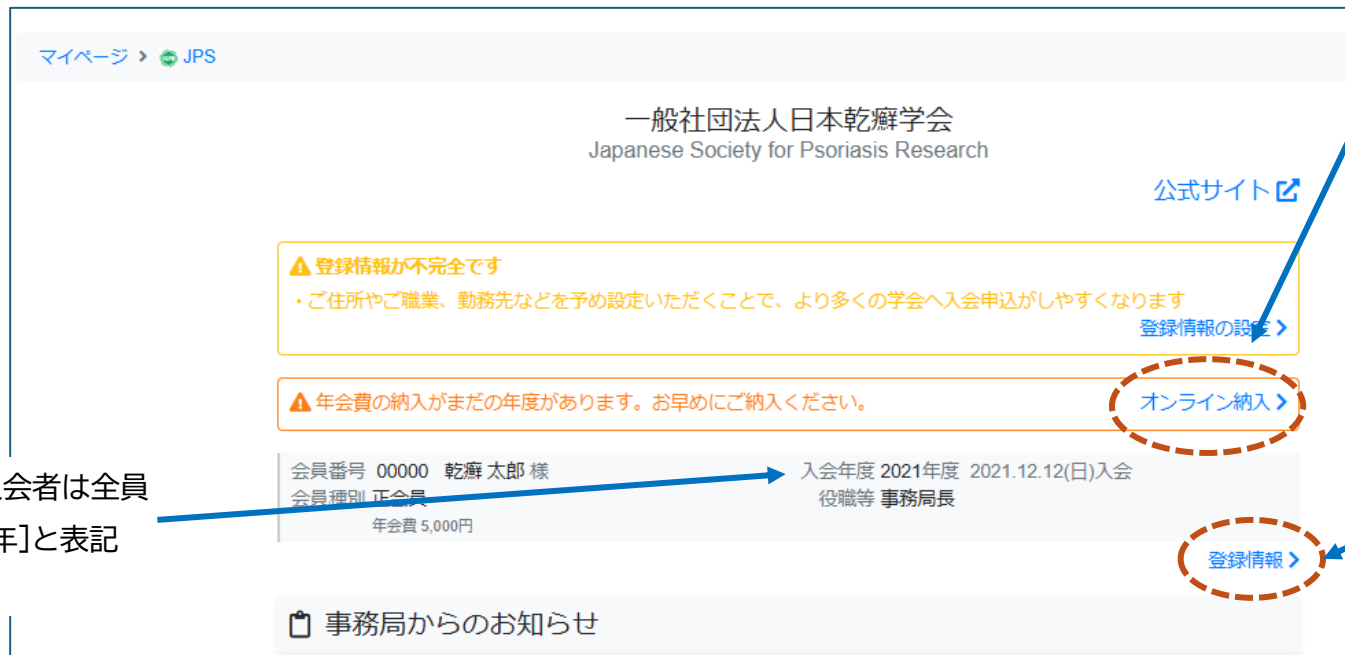 マイページ > JPS
一般社団法人日本乾癬学会
Japanese Society for Psoriasis Research
公式サイト
登録情報が不完全です
・ご住所やご職業、勤務先などを予め設定いただくことで、より多くの学会へ入会申込がしやすくなります
登録情報の設定 >
年会費の納入がまだの年度があります。お早めにご納入ください。 オンライン納入 >
会員番号 00000 乾癬 太郎 様 入会年度 2021年度 2021.12.12(日)入会
会員種別 正会員 役職等 事務局長
年会費 5,000円
会者は全員
年]と表記
登録情報 >
事務局からのお知らせ